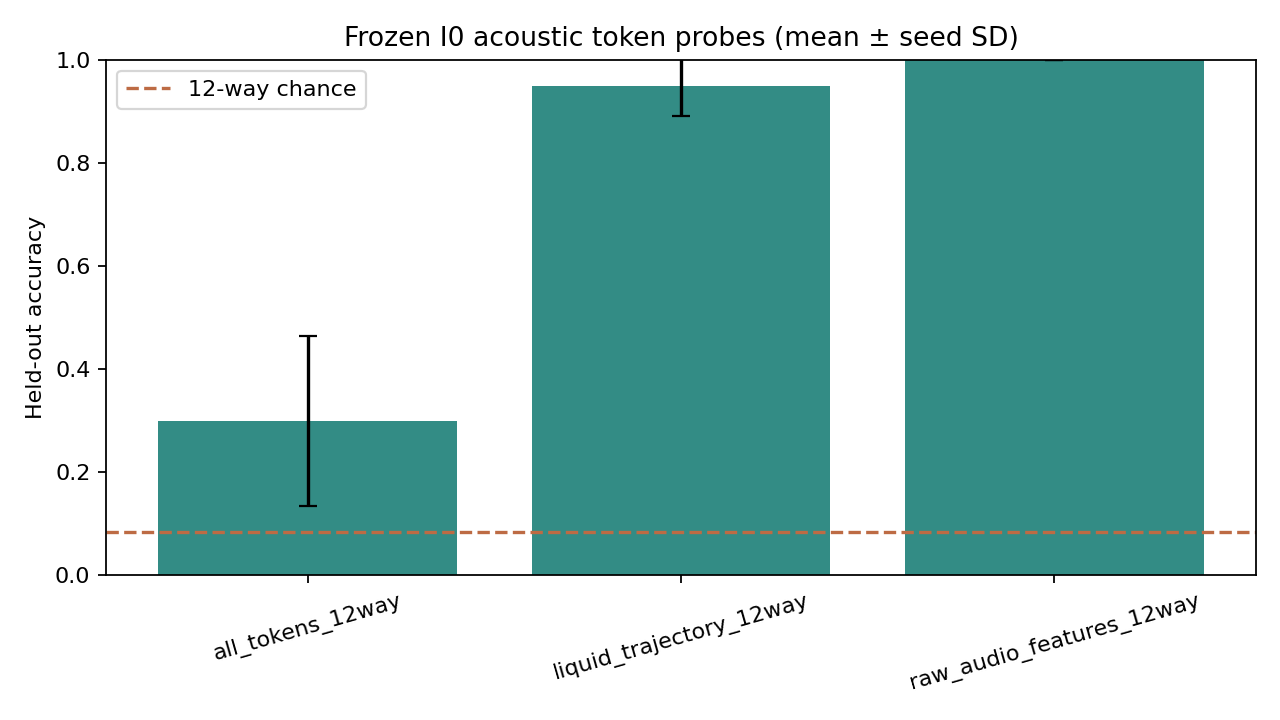 Frozen I0 acoustic token probes (mean ± seed SD)
12-way chance
Held-out accuracy
1.0
0.8
0.6
0.4
0.2
0.0
all_tokens_12way
liquid_trajectory_12way
raw_audio_features_12way